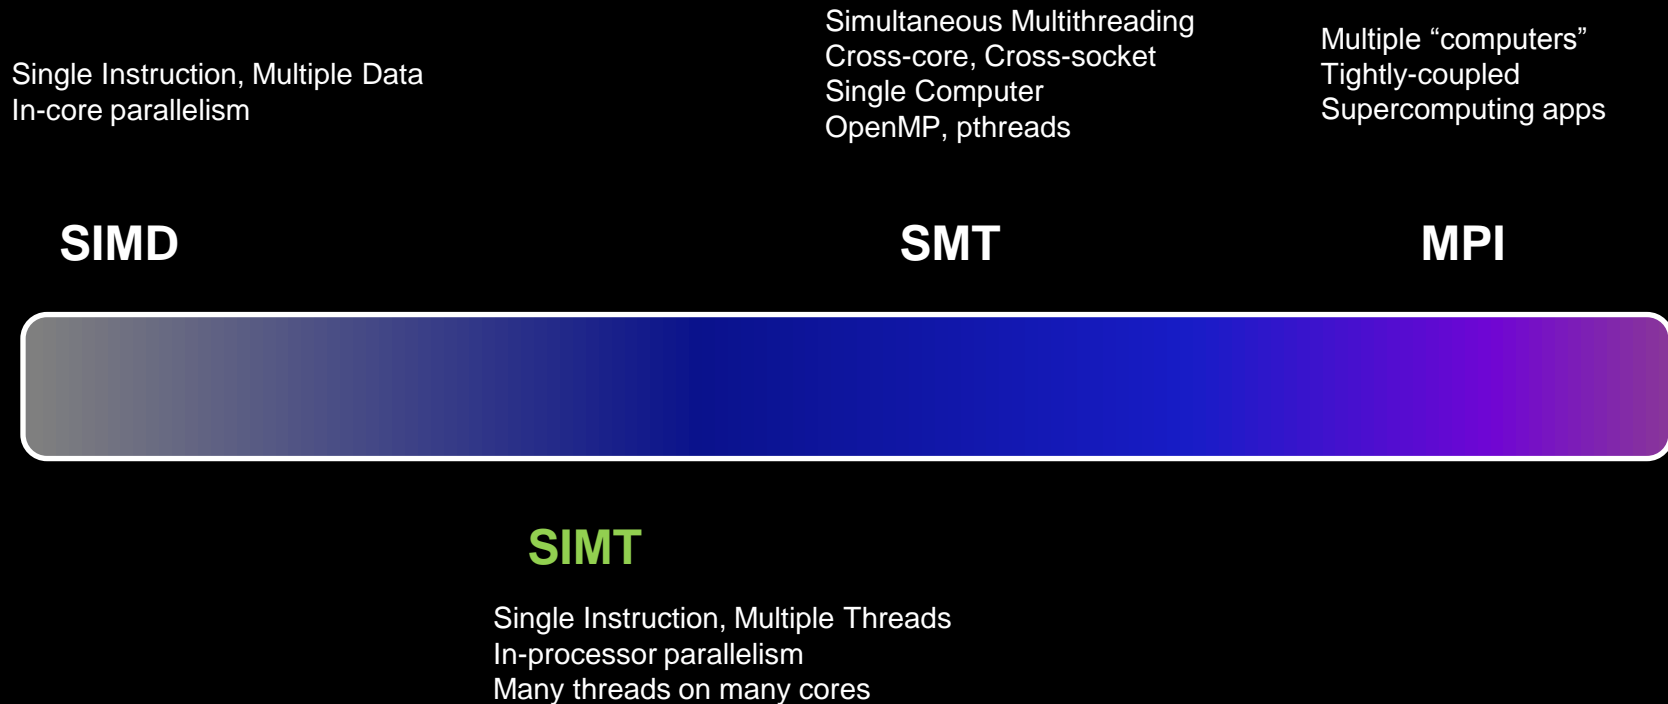 Single Instruction, Multiple Data
In-core parallelism
Simultaneous Multithreading
Cross-core, Cross-socket
Single Computer
OpenMP, pthreads
Multiple “computers”
Tightly-coupled
Supercomputing apps
SIMD
SMT
MPI
SIMT
Single Instruction, Multiple Threads
In-processor parallelism
Many threads on many cores